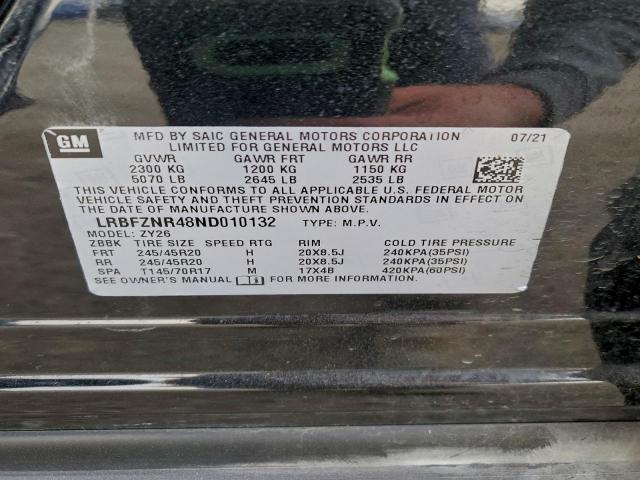 GM
MFD BY SAIC GENERAL MOTORS CORPORATION 07/21
LIMITED FOR GENERAL MOTORS LLC
GVWR GAWR FRT GAWR RR
2300 KG 1200 KG 1150 KG
5070 LB 2645 LB 2535 LB
THIS VEHICLE CONFORMS TO ALL APPLICABLE U.S. FEDERAL MOTOR
VEHICLE SAFETY AND THEFT PREVENTION STANDARDS IN EFFECT ON
THE DATE OF MANUFACTURE SHOWN ABOVE.
LRBFZNR48ND010132 TYPE: M.P.V.
MODEL: ZY26
ZBBK TIRE SIZE SPEED RTG RIM COLD TIRE PRESSURE
FRT 245/45R20 H 20X8.5J 240KPA(35PSI)
RR 245/45R20 H 20X8.5J 240KPA(35PSI)
SPA T145/70R17 M 17X4B 420KPA(60PSI)
SEE OWNER'S MANUAL FOR MORE INFORMATION.